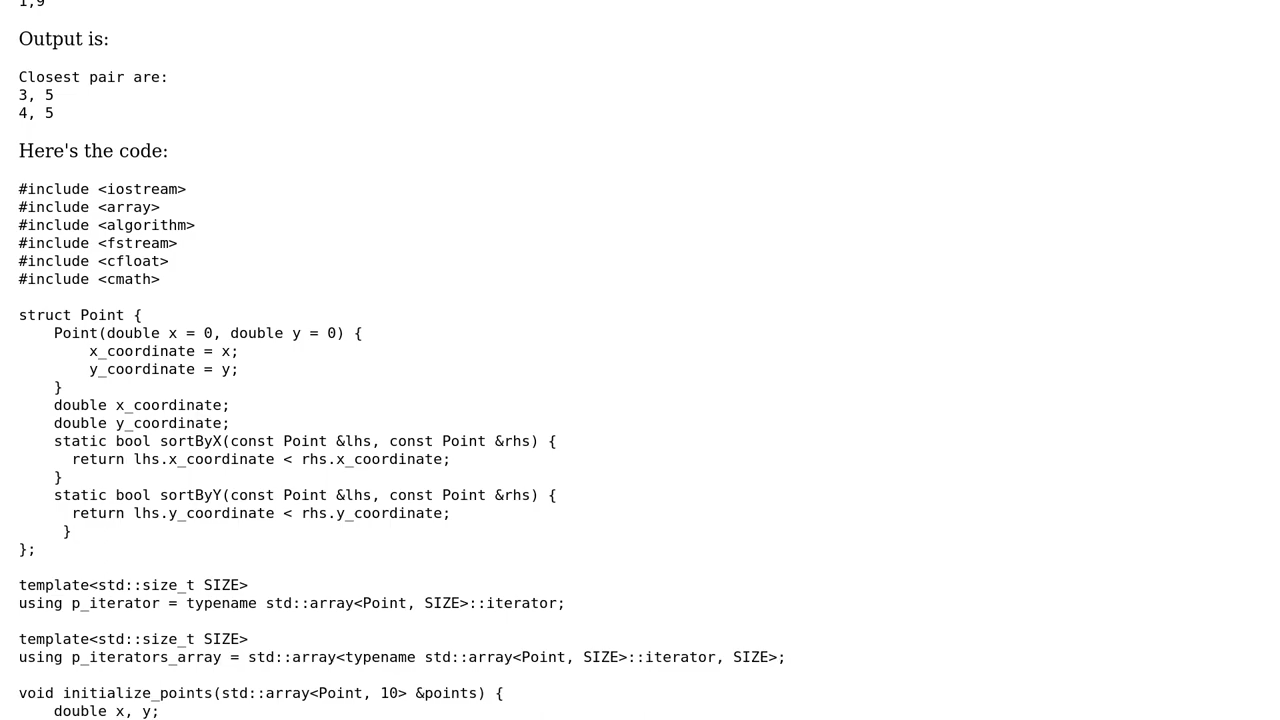 1,9
Output is:
Closest pair are:
3, 5
4, 5
Here's the code:
#include <iostream>
#include <array>
#include <algorithm>
#include <fstream>
#include <cfloat>
#include <cmath>
struct Point {
    Point(double x = 0, double y = 0) {
        x_coordinate = x;
        y_coordinate = y;
    }
    double x_coordinate;
    double y_coordinate;
    static bool sortByX(const Point &lhs, const Point &rhs) {
      return lhs.x_coordinate < rhs.x_coordinate;
    }
    static bool sortByY(const Point &lhs, const Point &rhs) {
      return lhs.y_coordinate < rhs.y_coordinate;
     }
};
template<std::size_t SIZE>
using p_iterator = typename std::array<Point, SIZE>::iterator;
template<std::size_t SIZE>
using p_iterators_array = std::array<typename std::array<Point, SIZE>::iterator, SIZE>;
void initialize_points(std::array<Point, 10> &points) {
    double x, y;